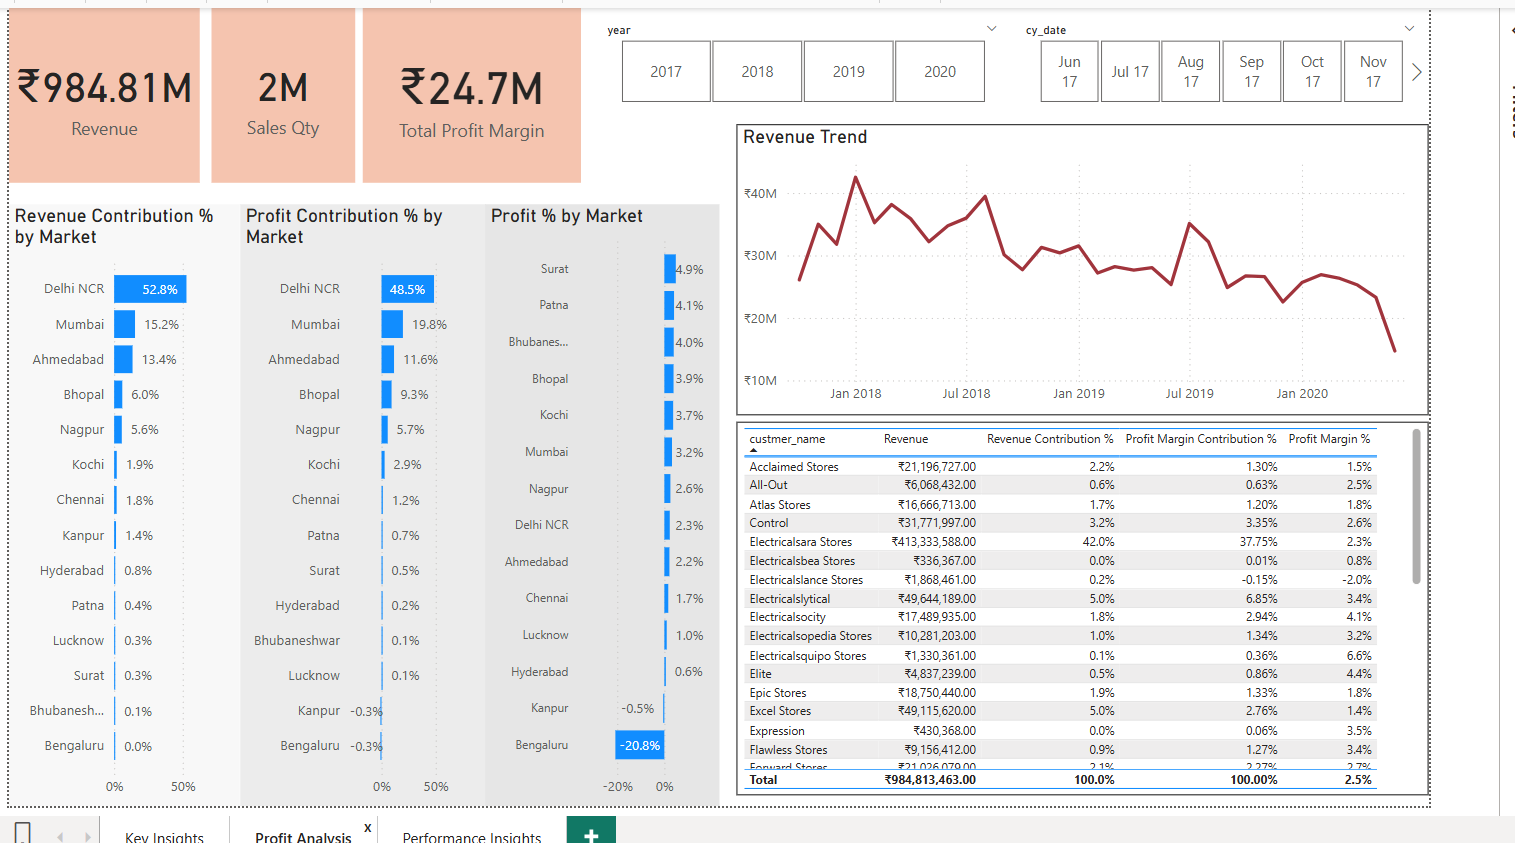 ₹984.81M
Revenue
2M
Sales Qty
₹24.7M
Total Profit Margin
year
2017
2018
2019
2020
cy_date
Jun
17
Jul 17
Aug
17
Sep
17
Oct
17
Nov
17
Revenue Contribution %
by Market
Delhi NCR 52.8%
Mumbai 15.2%
Ahmedabad 13.4%
Bhopal 6.0%
Nagpur 5.6%
Kochi 1.9%
Chennai 1.8%
Kanpur 1.4%
Hyderabad 0.8%
Patna 0.4%
Lucknow 0.3%
Surat 0.3%
Bhubanesh... 0.1%
Bengaluru 0.0%
0% 50%
Profit Contribution % by
Market
Delhi NCR 48.5%
Mumbai 19.8%
Ahmedabad 11.6%
Bhopal 9.3%
Nagpur 5.7%
Kochi 2.9%
Chennai 1.2%
Patna 0.7%
Surat 0.5%
Hyderabad 0.2%
Bhubaneshwar 0.1%
Lucknow 0.1%
Kanpur -0.3%
Bengaluru -0.3%
0% 50%
Profit % by Market
Surat 4.9%
Patna 4.1%
Bhubanes... 4.0%
Bhopal 3.9%
Kochi 3.7%
Mumbai 3.2%
Nagpur 2.6%
Delhi NCR 2.3%
Ahmedabad 2.2%
Chennai 1.7%
Lucknow 1.0%
Hyderabad 0.6%
Kanpur -0.5%
Bengaluru -20.8%
-20% 0%
Revenue Trend
₹40M
₹30M
₹20M
₹10M
Jan 2018 Jul 2018 Jan 2019 Jul 2019 Jan 2020
custmer_name Revenue Revenue Contribution % Profit Margin Contribution % Profit Margin %
Acclaimed Stores ₹21,196,727.00 2.2% 1.30% 1.5%
All-Out ₹6,068,432.00 0.6% 0.63% 2.5%
Atlas Stores ₹16,666,713.00 1.7% 1.20% 1.8%
Control ₹31,771,997.00 3.2% 3.35% 2.6%
Electricalsara Stores ₹413,333,588.00 42.0% 37.75% 2.3%
Electricalsbea Stores ₹336,367.00 0.0% 0.01% 0.8%
Electricalslance Stores ₹1,868,461.00 0.2% -0.15% -2.0%
Electricalslytical ₹49,644,189.00 5.0% 6.85% 3.4%
Electricalsocity ₹17,489,935.00 1.8% 2.94% 4.1%
Electricalsopedia Stores ₹10,281,203.00 1.0% 1.34% 3.2%
Electricalsquipo Stores ₹1,330,361.00 0.1% 0.36% 6.6%
Elite ₹4,837,239.00 0.5% 0.86% 4.4%
Epic Stores ₹18,750,440.00 1.9% 1.33% 1.8%
Excel Stores ₹49,115,620.00 5.0% 2.76% 1.4%
Expression ₹430,368.00 0.0% 0.06% 3.5%
Flawless Stores ₹9,156,412.00 0.9% 1.27% 3.4%
Forward Stores ₹21,026,079.00 2.1% 2.27% 2.7%
Total ₹984,813,463.00 100.0% 100.00% 2.5%
Key Insights
Profit Analysis
x
Performance Insights
+